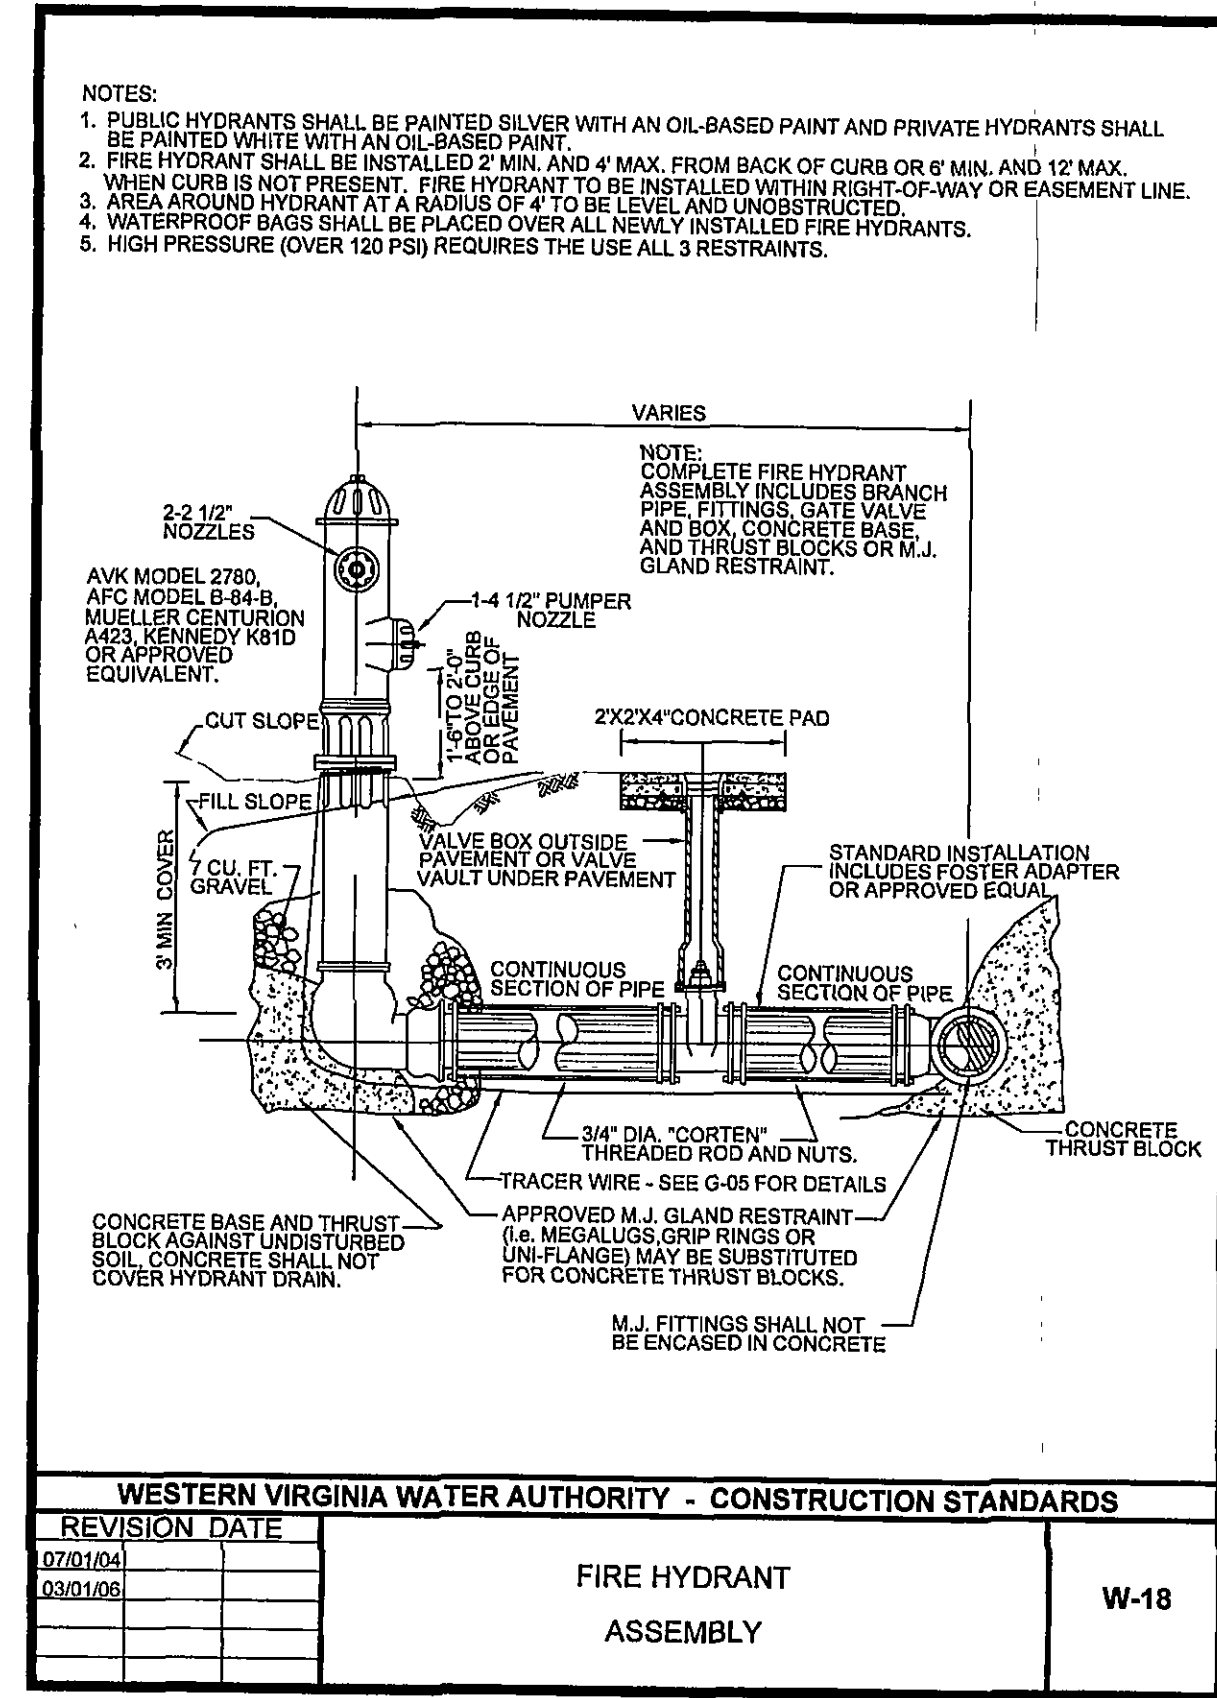 NOTES:
1. PUBLIC HYDRANTS SHALL BE PAINTED SILVER WITH AN OIL-BASED PAINT AND PRIVATE HYDRANTS SHALL
BE PAINTED WHITE WITH AN OIL-BASED PAINT.
2. FIRE HYDRANT SHALL BE INSTALLED 2' MIN. AND 4' MAX. FROM BACK OF CURB OR 6' MIN. AND 12' MAX.
WHEN CURB IS NOT PRESENT. FIRE HYDRANT TO BE INSTALLED WITHIN RIGHT-OF-WAY OR EASEMENT LINE.
3. AREA AROUND HYDRANT AT A RADIUS OF 4' TO BE LEVEL AND UNOBSTRUCTED.
4. WATERPROOF BAGS SHALL BE PLACED OVER ALL NEWLY INSTALLED FIRE HYDRANTS.
5. HIGH PRESSURE (OVER 120 PSI) REQUIRES THE USE ALL 3 RESTRAINTS.
VARIES
NOTE:
COMPLETE FIRE HYDRANT
ASSEMBLY INCLUDES BRANCH
PIPE, FITTINGS, GATE VALVE
AND BOX, CONCRETE BASE,
AND THRUST BLOCKS OR M.J.
GLAND RESTRAINT.
2-2 1/2"
NOZZLES
AVK MODEL 2780,
AFC MODEL B-84-B,
MUELLER CENTURION
A423, KENNEDY K81D
OR APPROVED
EQUIVALENT.
1-4 1/2" PUMPER
NOZZLE
1'-6"TO 2'-0"
ABOVE CURB
OR EDGE OF
PAVEMENT
CUT SLOPE
2'X2'X4"CONCRETE PAD
FILL SLOPE
3' MIN COVER
7 CU. FT.
GRAVEL
VALVE BOX OUTSIDE
PAVEMENT OR VALVE
VAULT UNDER PAVEMENT
STANDARD INSTALLATION
INCLUDES FOSTER ADAPTER
OR APPROVED EQUAL
CONTINUOUS
SECTION OF PIPE
CONTINUOUS
SECTION OF PIPE
3/4" DIA. "CORTEN"
THREADED ROD AND NUTS.
CONCRETE
THRUST BLOCK
TRACER WIRE - SEE G-05 FOR DETAILS
CONCRETE BASE AND THRUST
BLOCK AGAINST UNDISTURBED
SOIL, CONCRETE SHALL NOT
COVER HYDRANT DRAIN.
APPROVED M.J. GLAND RESTRAINT
(i.e. MEGALUGS,GRIP RINGS OR
UNI-FLANGE) MAY BE SUBSTITUTED
FOR CONCRETE THRUST BLOCKS.
M.J. FITTINGS SHALL NOT
BE ENCASED IN CONCRETE
WESTERN VIRGINIA WATER AUTHORITY - CONSTRUCTION STANDARDS
REVISION DATE
07/01/04
03/01/06
FIRE HYDRANT
ASSEMBLY
W-18